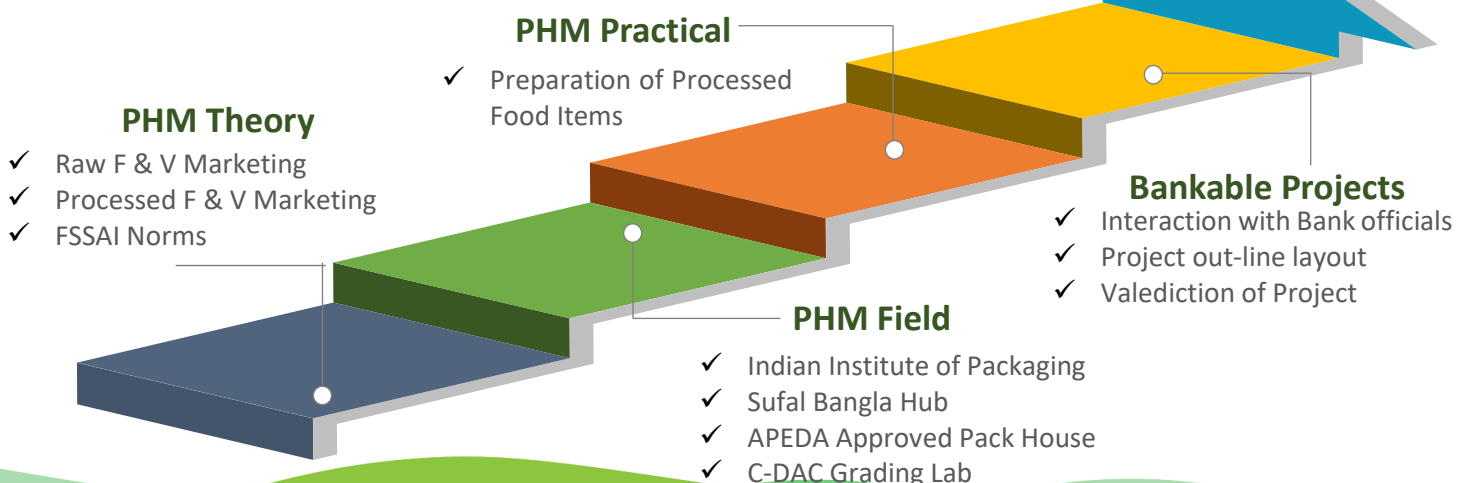 PHM Theory
✓ Raw F & V Marketing
✓ Processed F & V Marketing
✓ FSSAI Norms
PHM Practical
✓ Preparation of Processed
Food Items
PHM Field
✓ Indian Institute of Packaging
✓ Sufal Bangla Hub
✓ APEDA Approved Pack House
✓ C-DAC Grading Lab
Bankable Projects
✓ Interaction with Bank officials
✓ Project out-line layout
✓ Valediction of Project